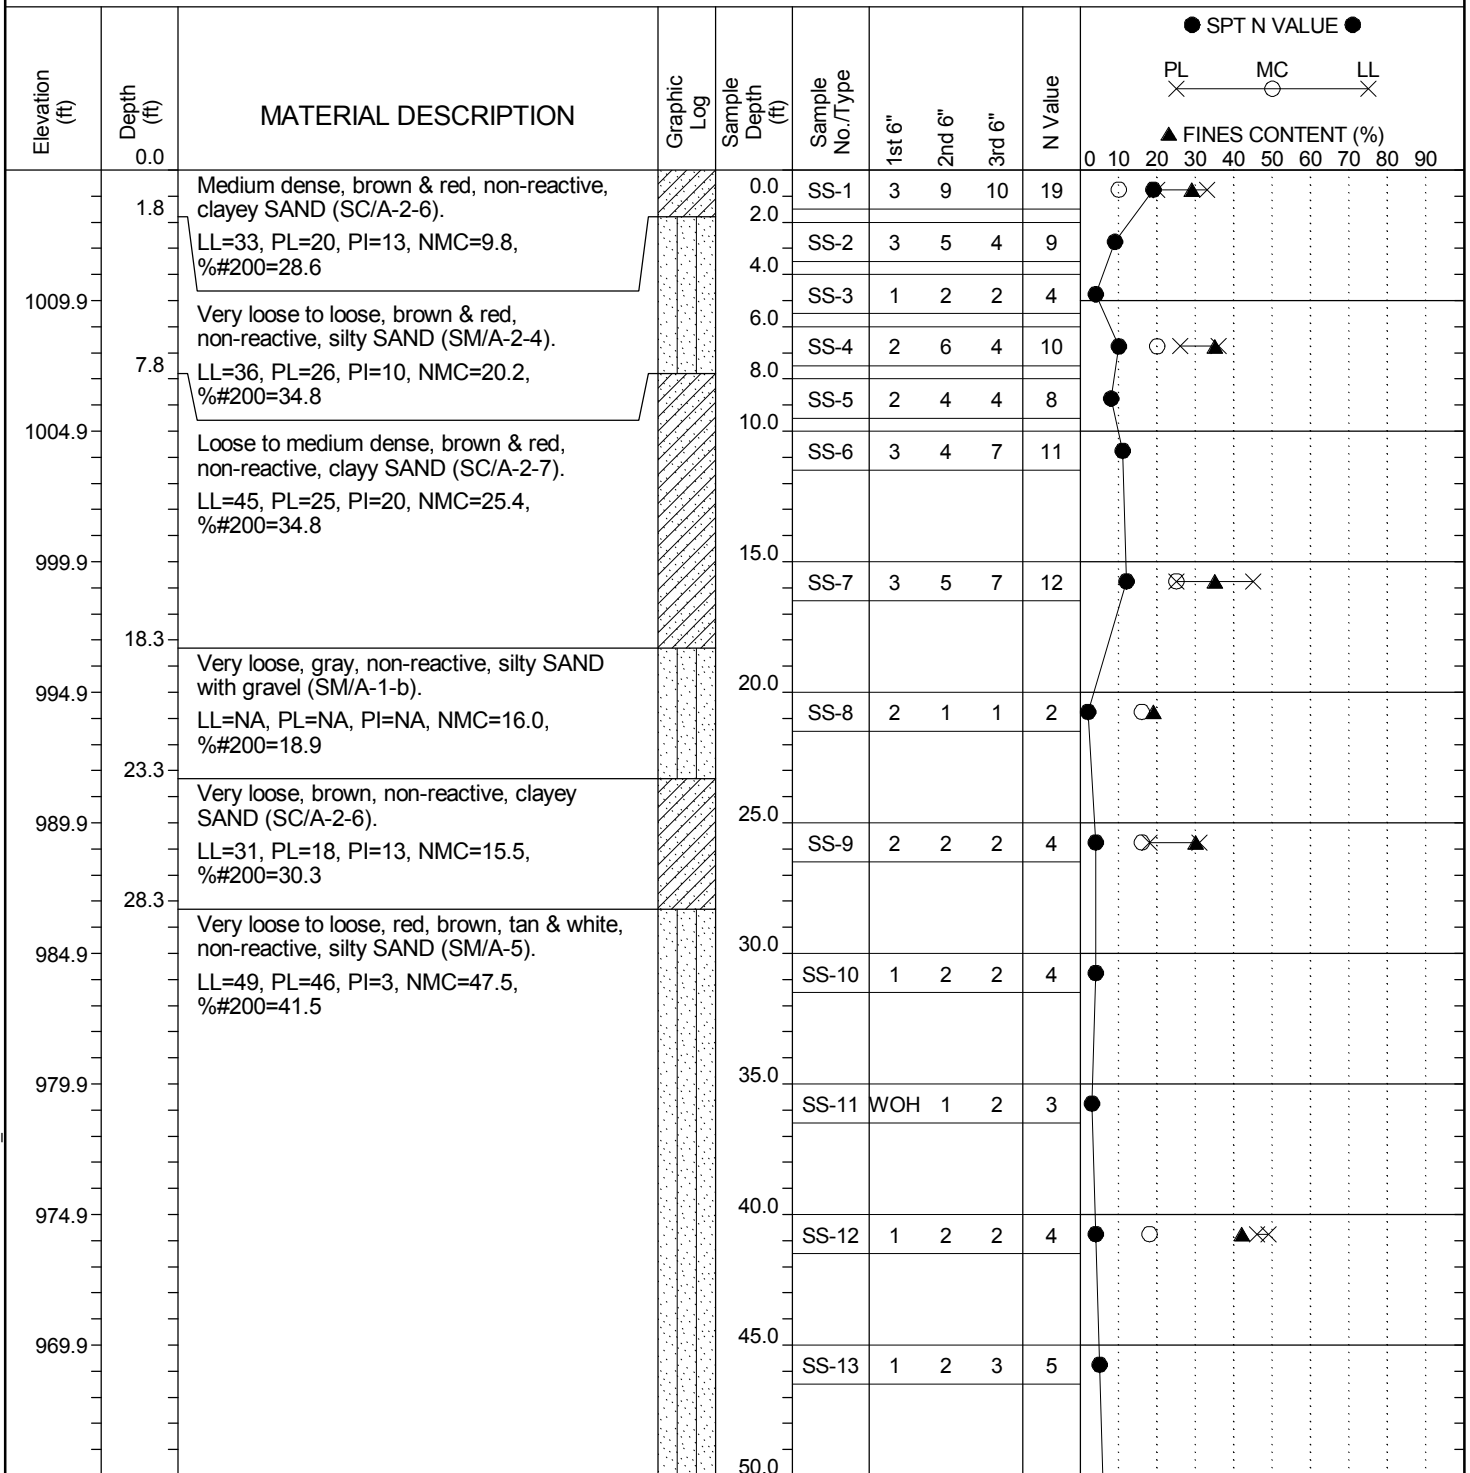 ● SPT N VALUE ●
PL MC LL
▲ FINES CONTENT (%)
0 10 20 30 40 50 60 70 80 90
Elevation (ft)
Depth (ft)
0.0
MATERIAL DESCRIPTION
Graphic Log
Sample Depth (ft)
Sample No./Type
1st 6"
2nd 6"
3rd 6"
N Value
Medium dense, brown & red, non-reactive,
clayey SAND (SC/A-2-6).
LL=33, PL=20, PI=13, NMC=9.8,
%#200=28.6
1.8
0.0
SS-1 3 9 10 19
2.0
SS-2 3 5 4 9
4.0
1009.9
SS-3 1 2 2 4
Very loose to loose, brown & red,
non-reactive, silty SAND (SM/A-2-4).
LL=36, PL=26, PI=10, NMC=20.2,
%#200=34.8
6.0
SS-4 2 6 4 10
7.8
8.0
SS-5 2 4 4 8
10.0
1004.9
Loose to medium dense, brown & red,
non-reactive, clayy SAND (SC/A-2-7).
LL=45, PL=25, PI=20, NMC=25.4,
%#200=34.8
SS-6 3 4 7 11
15.0
999.9
SS-7 3 5 7 12
18.3
Very loose, gray, non-reactive, silty SAND
with gravel (SM/A-1-b).
LL=NA, PL=NA, PI=NA, NMC=16.0,
%#200=18.9
20.0
994.9
SS-8 2 1 1 2
23.3
Very loose, brown, non-reactive, clayey
SAND (SC/A-2-6).
LL=31, PL=18, PI=13, NMC=15.5,
%#200=30.3
25.0
989.9
SS-9 2 2 2 4
28.3
Very loose to loose, red, brown, tan & white,
non-reactive, silty SAND (SM/A-5).
LL=49, PL=46, PI=3, NMC=47.5,
%#200=41.5
30.0
984.9
SS-10 1 2 2 4
35.0
979.9
SS-11 WOH 1 2 3
40.0
974.9
SS-12 1 2 2 4
45.0
969.9
SS-13 1 2 3 5
50.0